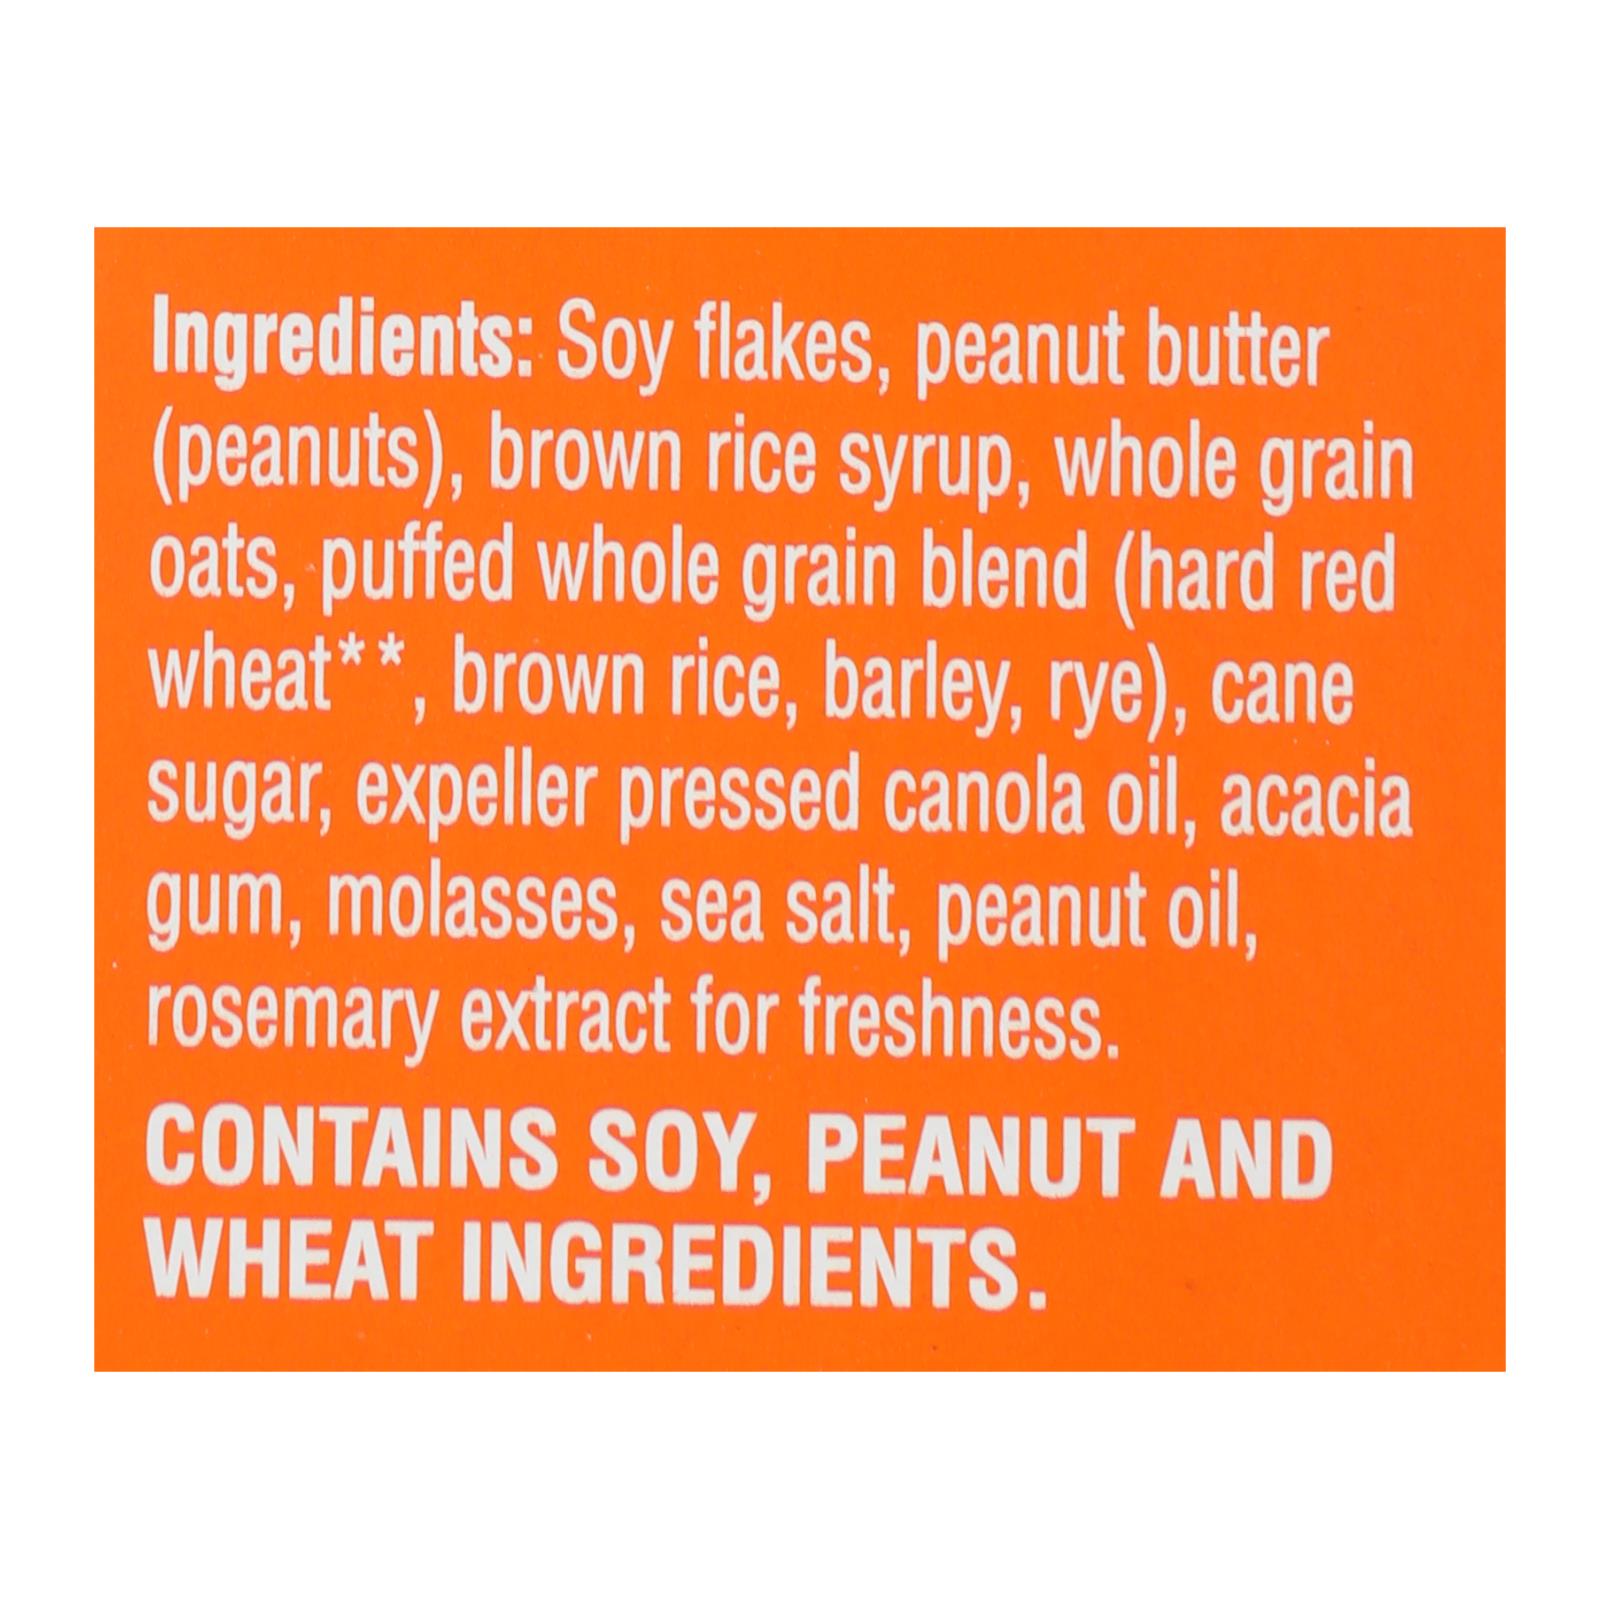 Ingredients: Soy flakes, peanut butter
(peanuts), brown rice syrup, whole grain
oats, puffed whole grain blend (hard red
wheat**, brown rice, barley, rye), cane
sugar, expeller pressed canola oil, acacia
gum, molasses, sea salt, peanut oil,
rosemary extract for freshness.
CONTAINS SOY, PEANUT AND
WHEAT INGREDIENTS.